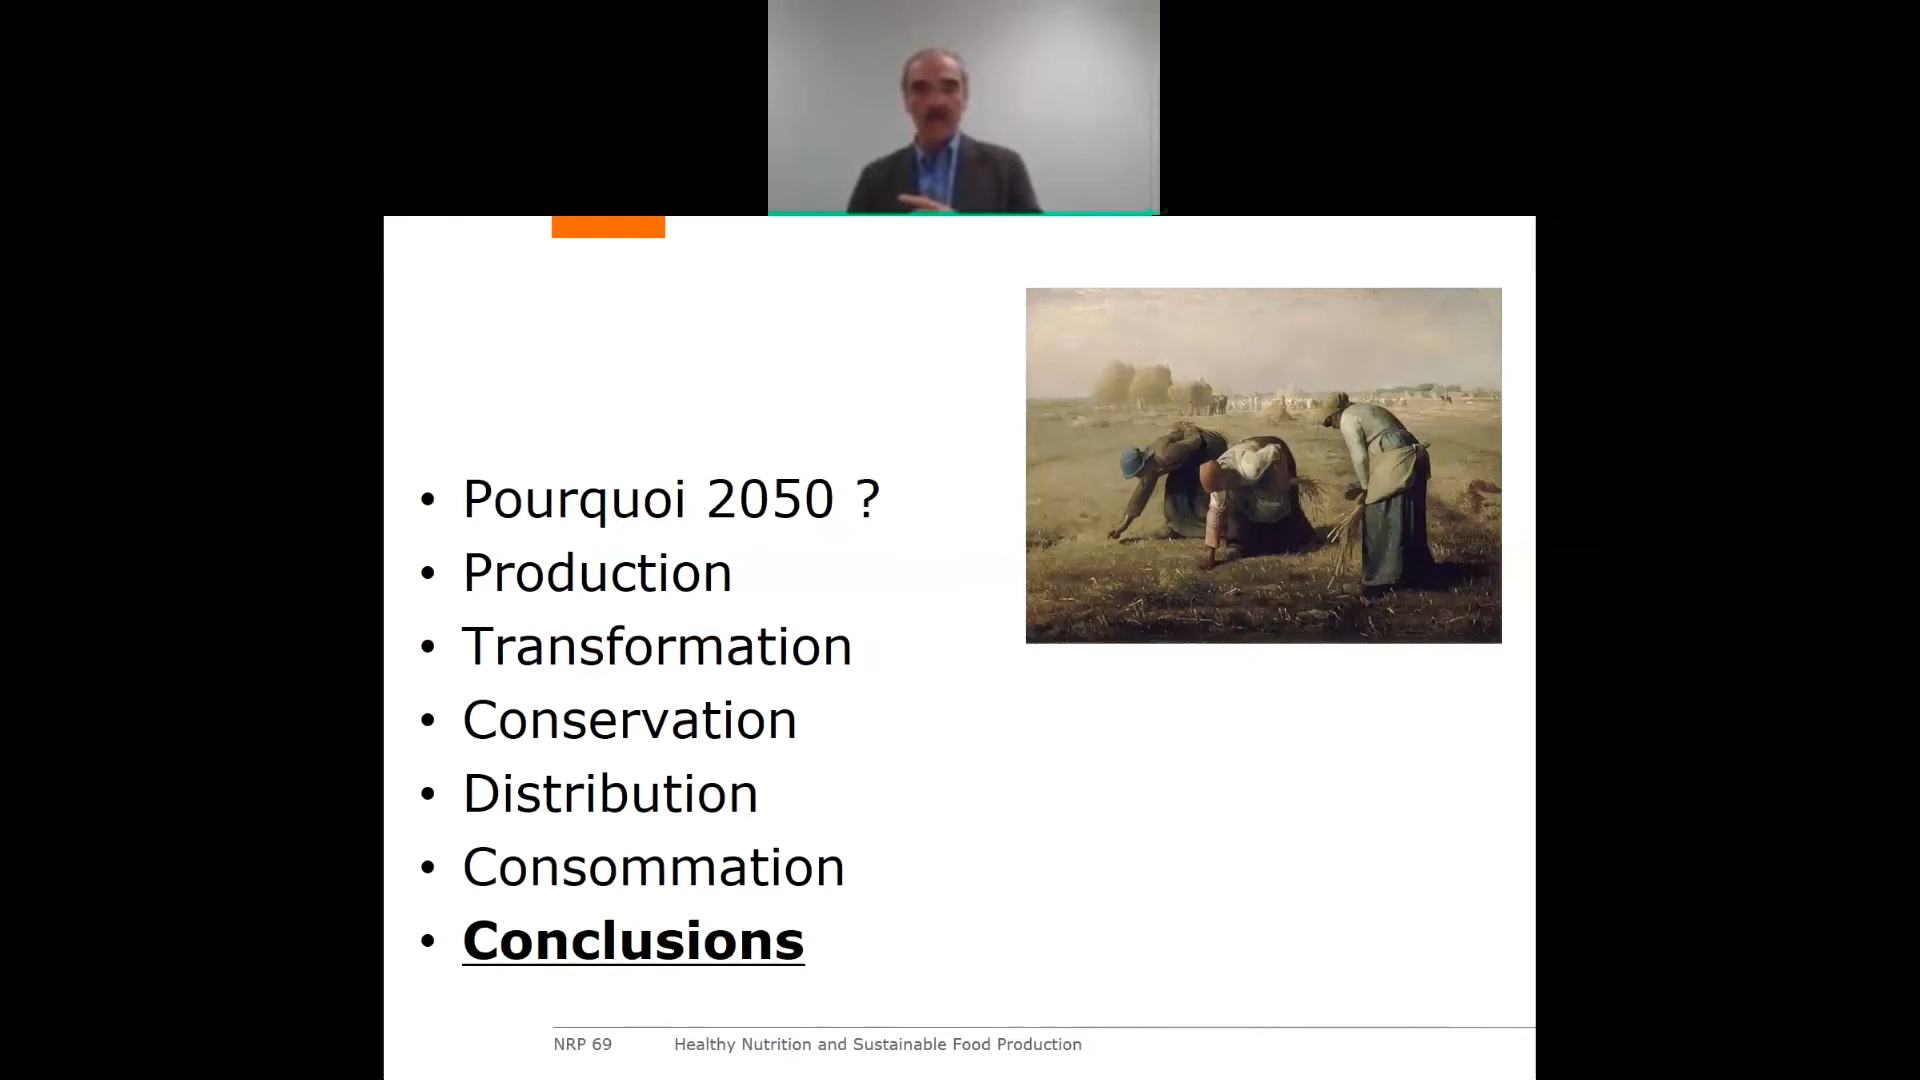 • Pourquoi 2050 ?
• Production
• Transformation
• Conservation
• Distribution
• Consommation
• Conclusions
NRP 69 Healthy Nutrition and Sustainable Food Production